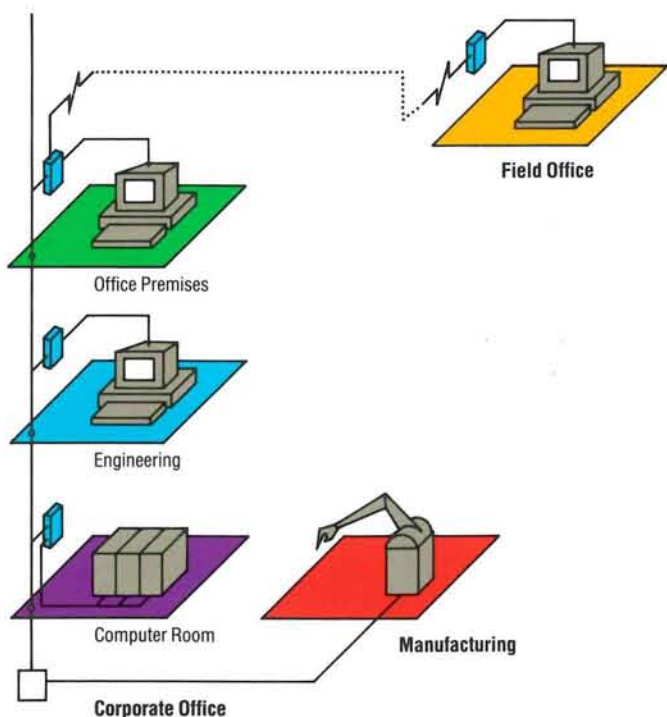 Field Office
Office Premises
Engineering
Computer Room
Manufacturing
Corporate Office